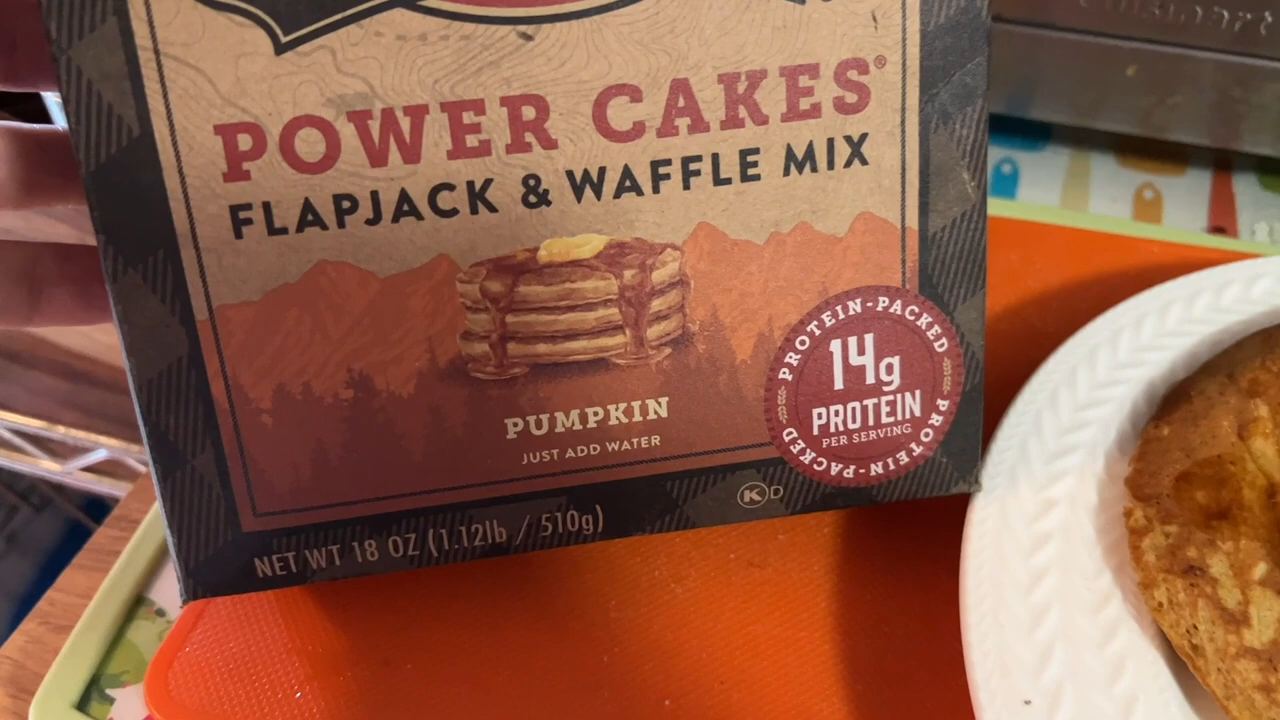 POWER CAKES®
FLAPJACK & WAFFLE MIX
PUMPKIN
JUST ADD WATER
PROTEIN-PACKED
14g
PROTEIN
PER SERVING
PROTEIN-PACKED
K D
NET WT 18 OZ (1.12lb / 510g)